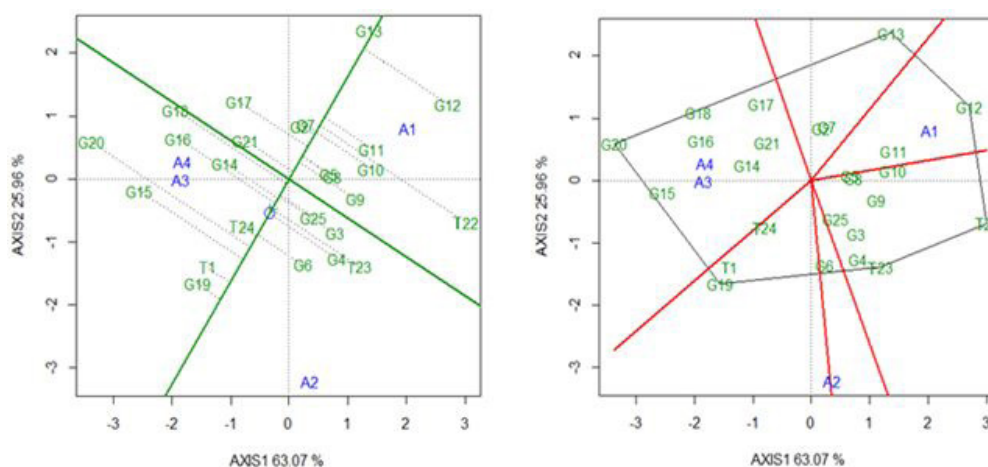 G13
2
G17
G12
G18
G2
G7
A1
1
G16
G21
G11
G20
A4
G14
G5
G10
A3
G8
0
G15
G9
G25
T22
T24
G3
-1
T1
G6
G4
T23
G19
-2
A2
-3
AXIS2 25.96 %
-3 -2 -1 0 1 2 3
AXIS1 63.07 %
G13
2
G17
G12
G18
G2
G7
A1
1
G16
G21
G11
G20
A4
G14
G10
A3
G8
0
G15
G9
G25
T24
G3
-1
T1
G6
G4
T23
G19
-2
A2
-3
AXIS2 25.96 %
-3 -2 -1 0 1 2 3
AXIS1 63.07 %